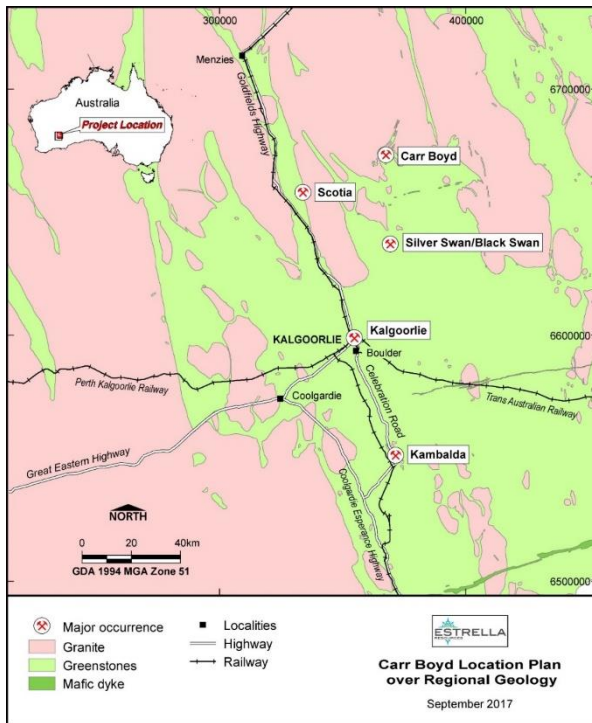 300000
400000
Menzies
6700000
Australia
Project Location
Goldfields Highway
Carr Boyd
Scotia
Silver Swan/Black Swan
Kalgoorlie
KALGOORLIE
6600000
Boulder
Perth Kalgoorlie Railway
Celebration Road
Trans Australian Railway
Coolgardie
Great Eastern Highway
Kambalda
Coolgardie Esperance Highway
NORTH
0 20 40km
GDA 1994 MGA Zone 51
6500000
Major occurrence
Granite
Greenstones
Mafic dyke
Localities
Highway
Railway
ESTRELLA
RESOURCES
Carr Boyd Location Plan
over Regional Geology
September 2017